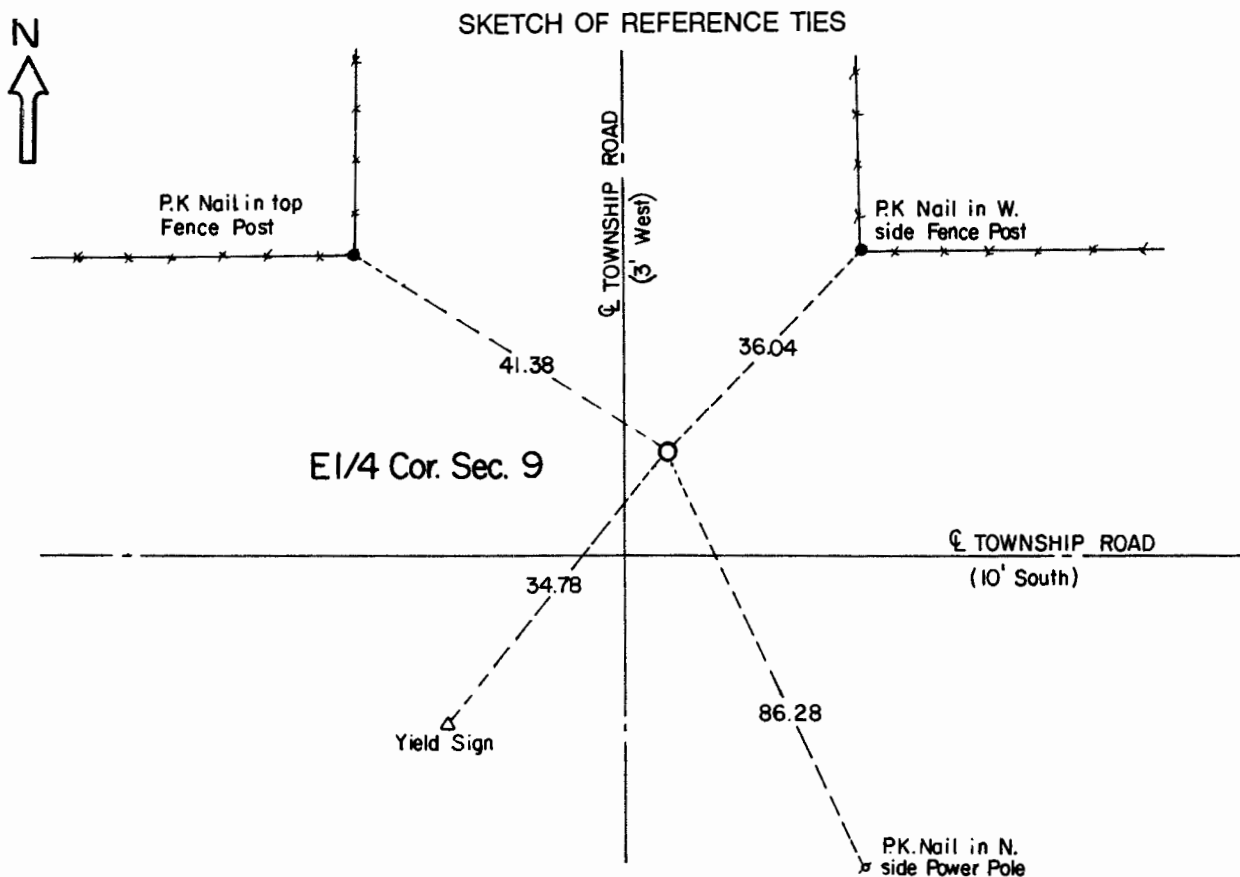 SKETCH OF REFERENCE TIES
N
℄ TOWNSHIP ROAD
(3' West)
P.K Nail in top
Fence Post
P.K Nail in W.
side Fence Post
41.38
36.04
E1/4 Cor. Sec. 9
℄ TOWNSHIP ROAD
(10' South)
34.78
86.28
Yield Sign
P.K. Nail in N.
side Power Pole